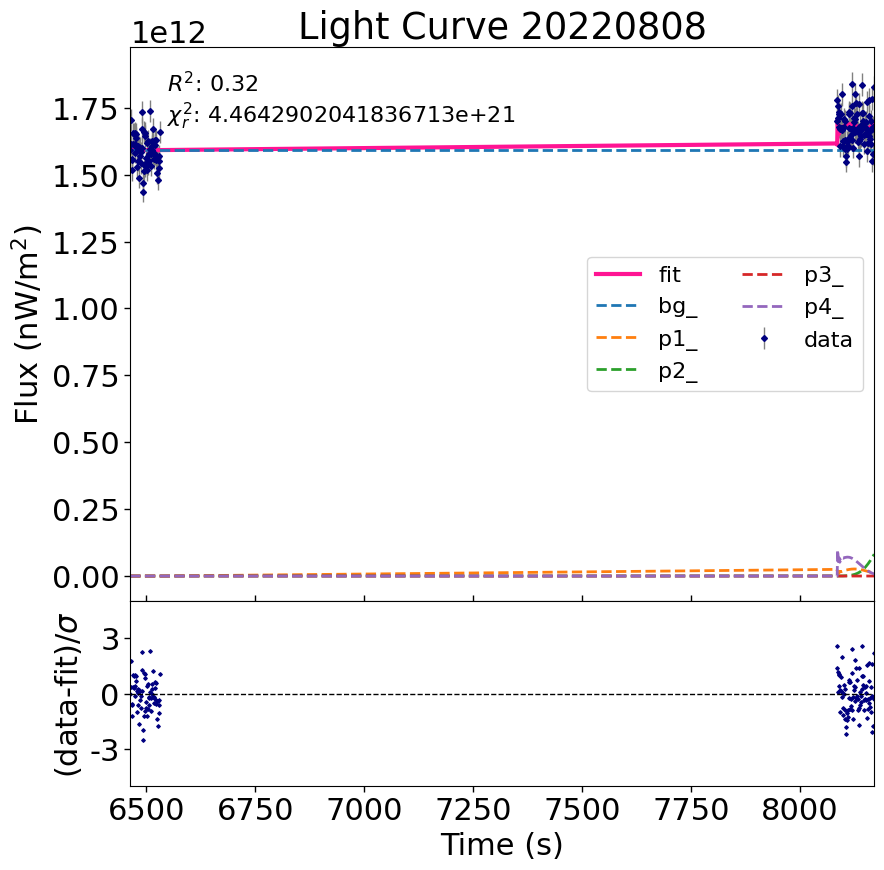 Light Curve 20220808
1e12
R²: 0.32
χ²ᵣ: 4.4642902041836713e+21
Flux (nW/m²)
1.75
1.50
1.25
1.00
0.75
0.50
0.25
0.00
fit
bg_
p1_
p2_
p3_
p4_
data
(data-fit)/σ
3
0
-3
6500 6750 7000 7250 7500 7750 8000
Time (s)